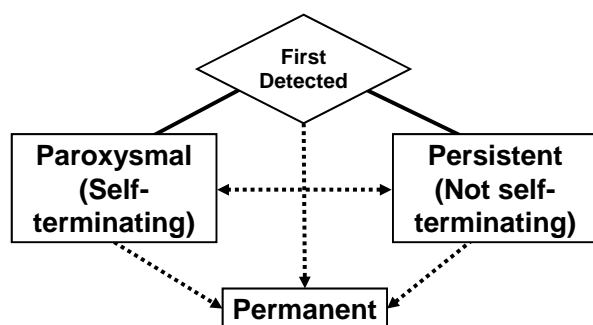 First
Detected
Paroxysmal
(Self-
terminating)
Persistent
(Not self-
terminating)
Permanent